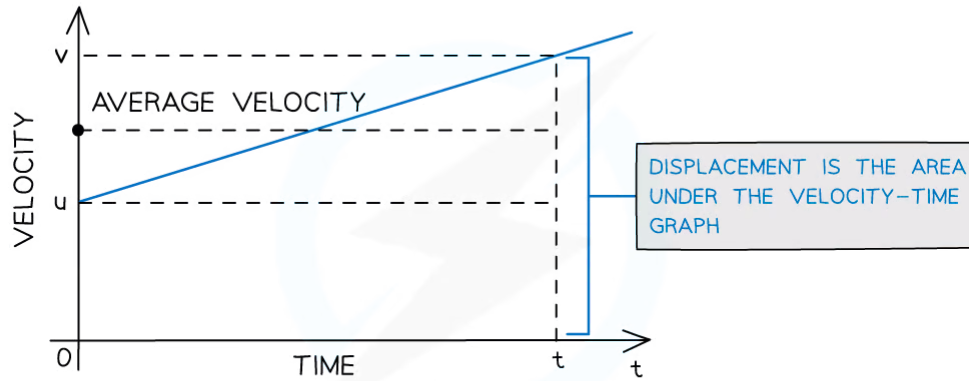 v
AVERAGE VELOCITY
VELOCITY
u
DISPLACEMENT IS THE AREA
UNDER THE VELOCITY-TIME
GRAPH
0
TIME
t
t